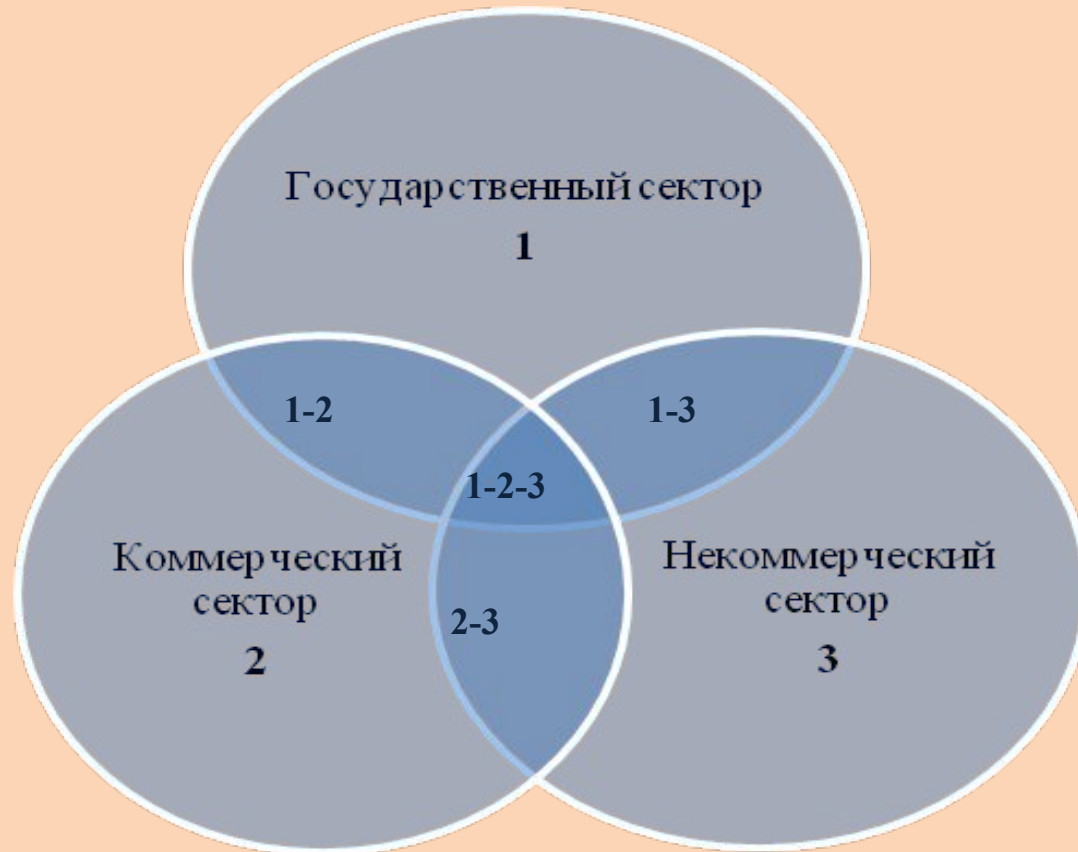 Государственный сектор
1
1-2
1-3
1-2-3
Коммерческий
сектор
2
2-3
Некоммерческий
сектор
3